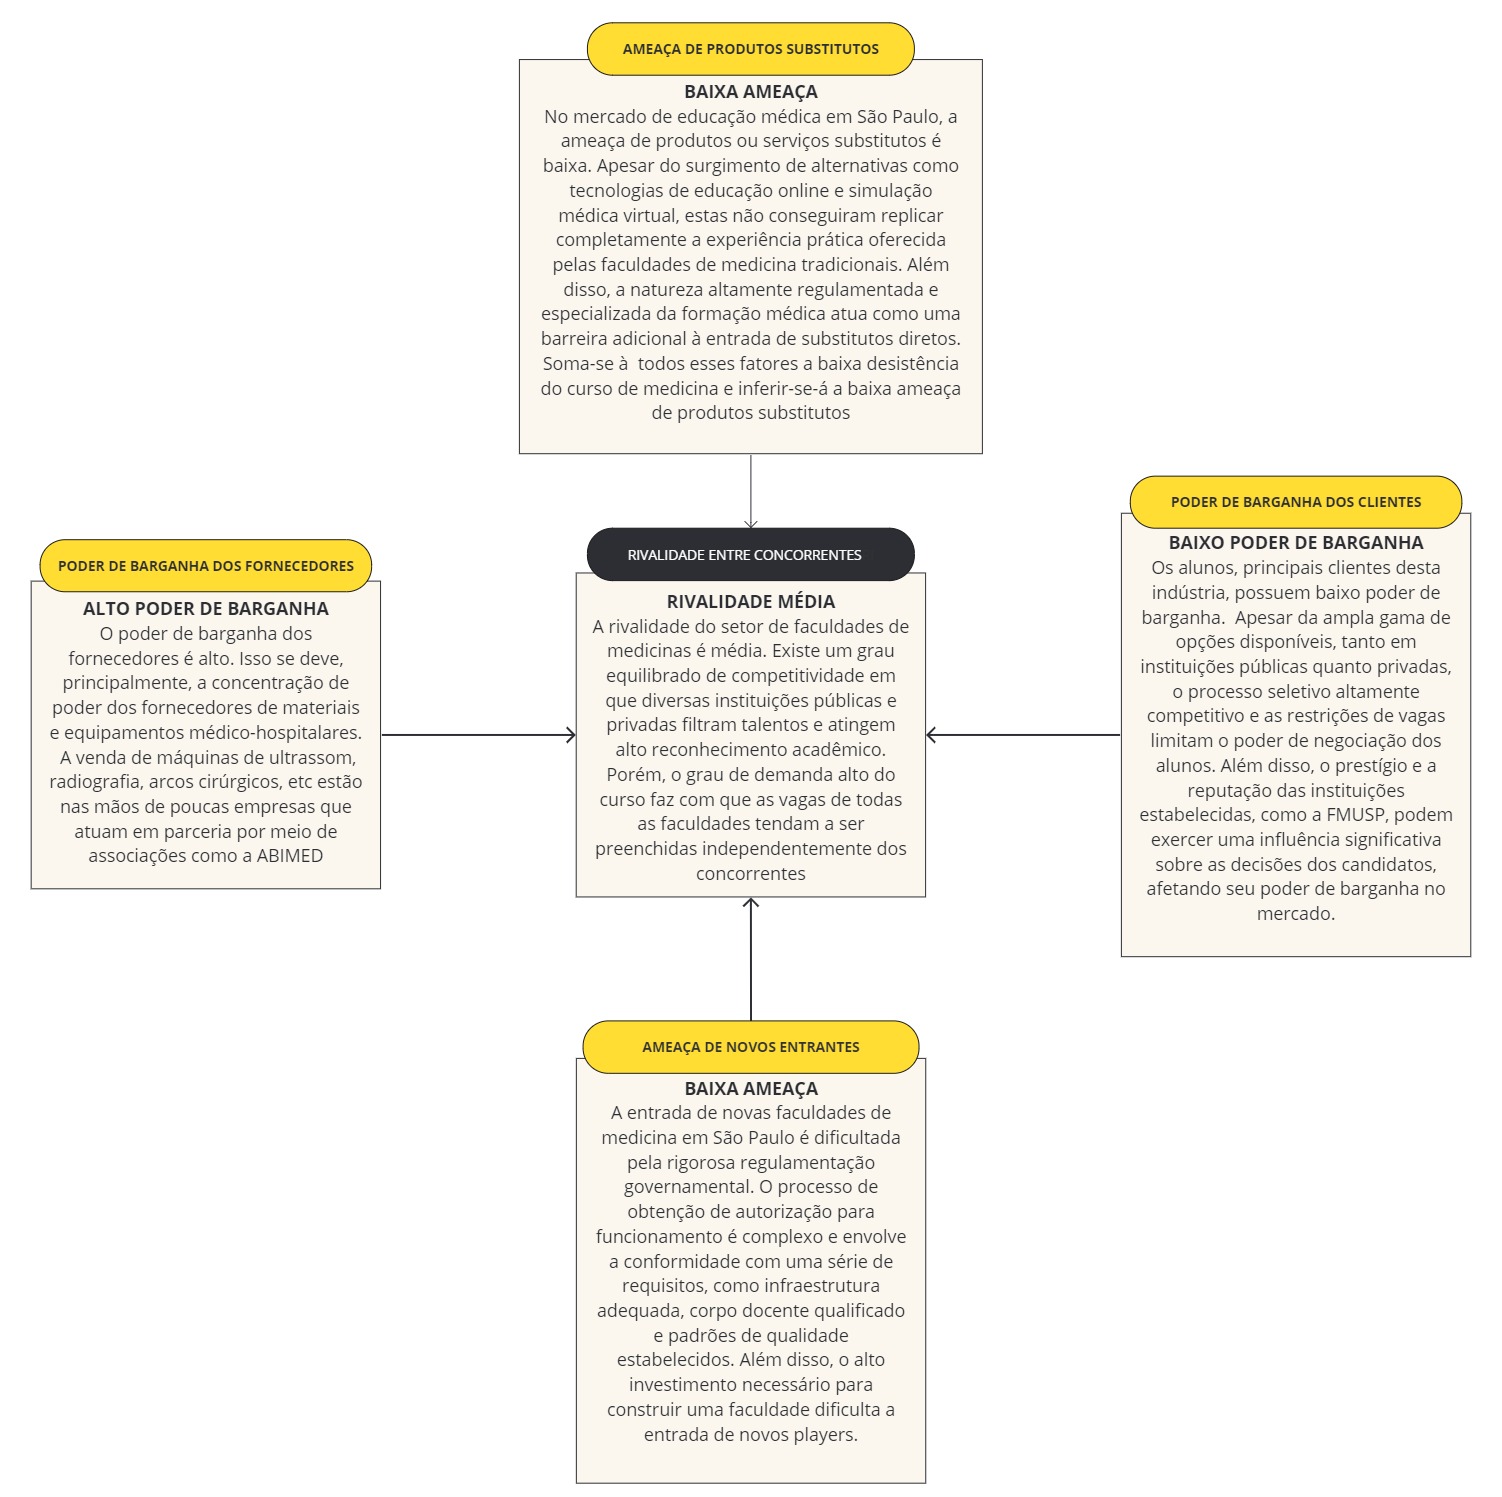 AMEAÇA DE PRODUTOS SUBSTITUTOS
BAIXA AMEAÇA
No mercado de educação médica em São Paulo, a
ameaça de produtos ou serviços substitutos é
baixa. Apesar do surgimento de alternativas como
tecnologias de educação online e simulação
médica virtual, estas não conseguiram replicar
completamente a experiência prática oferecida
pelas faculdades de medicina tradicionais. Além
disso, a natureza altamente regulamentada e
especializada da formação médica atua como uma
barreira adicional à entrada de substitutos diretos.
Soma-se à  todos esses fatores a baixa desistência
do curso de medicina e inferir-se-á a baixa ameaça
de produtos substitutos
PODER DE BARGANHA DOS FORNECEDORES
ALTO PODER DE BARGANHA
O poder de barganha dos
fornecedores é alto. Isso se deve,
principalmente, a concentração de
poder dos fornecedores de materiais
e equipamentos médico-hospitalares.
A venda de máquinas de ultrassom,
radiografia, arcos cirúrgicos, etc estão
nas mãos de poucas empresas que
atuam em parceria por meio de
associações como a ABIMED
RIVALIDADE ENTRE CONCORRENTES
RIVALIDADE MÉDIA
A rivalidade do setor de faculdades de
medicinas é média. Existe um grau
equilibrado de competitividade em
que diversas instituições públicas e
privadas filtram talentos e atingem
alto reconhecimento acadêmico.
Porém, o grau de demanda alto do
curso faz com que as vagas de todas
as faculdades tendam a ser
preenchidas independentemente dos
concorrentes
PODER DE BARGANHA DOS CLIENTES
BAIXO PODER DE BARGANHA
Os alunos, principais clientes desta
indústria, possuem baixo poder de
barganha.  Apesar da ampla gama de
opções disponíveis, tanto em
instituições públicas quanto privadas,
o processo seletivo altamente
competitivo e as restrições de vagas
limitam o poder de negociação dos
alunos. Além disso, o prestígio e a
reputação das instituições
estabelecidas, como a FMUSP, podem
exercer uma influência significativa
sobre as decisões dos candidatos,
afetando seu poder de barganha no
mercado.
AMEAÇA DE NOVOS ENTRANTES
BAIXA AMEAÇA
A entrada de novas faculdades de
medicina em São Paulo é dificultada
pela rigorosa regulamentação
governamental. O processo de
obtenção de autorização para
funcionamento é complexo e envolve
a conformidade com uma série de
requisitos, como infraestrutura
adequada, corpo docente qualificado
e padrões de qualidade
estabelecidos. Além disso, o alto
investimento necessário para
construir uma faculdade dificulta a
entrada de novos players.